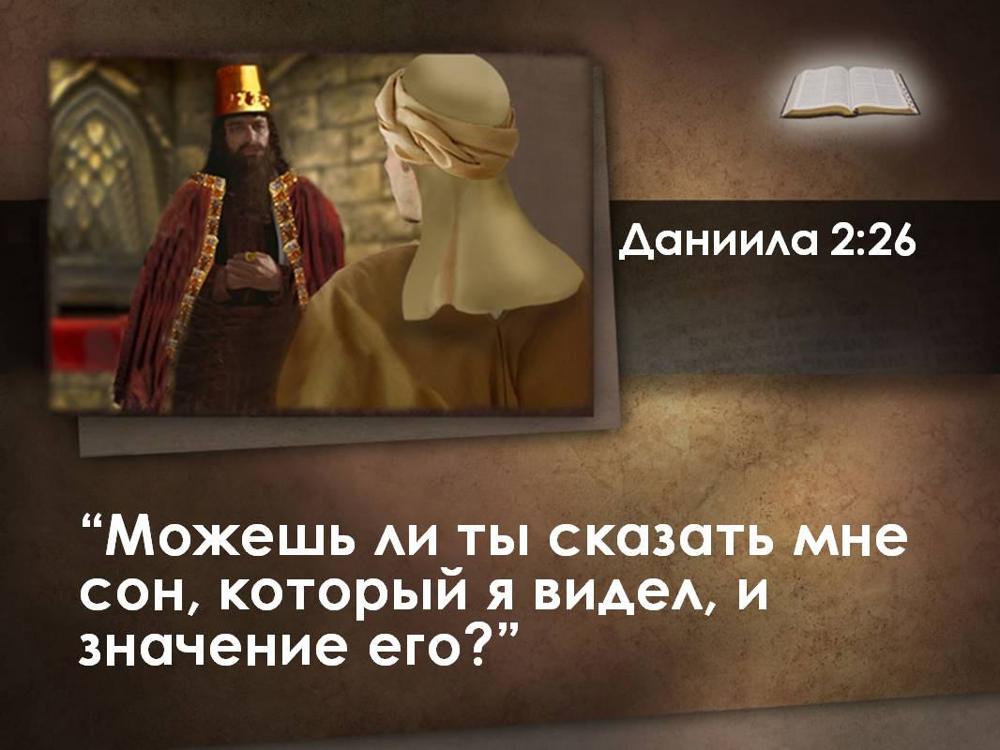 Даниила 2:26
“Можешь ли ты сказать мне
сон, который я видел, и
значение его?”